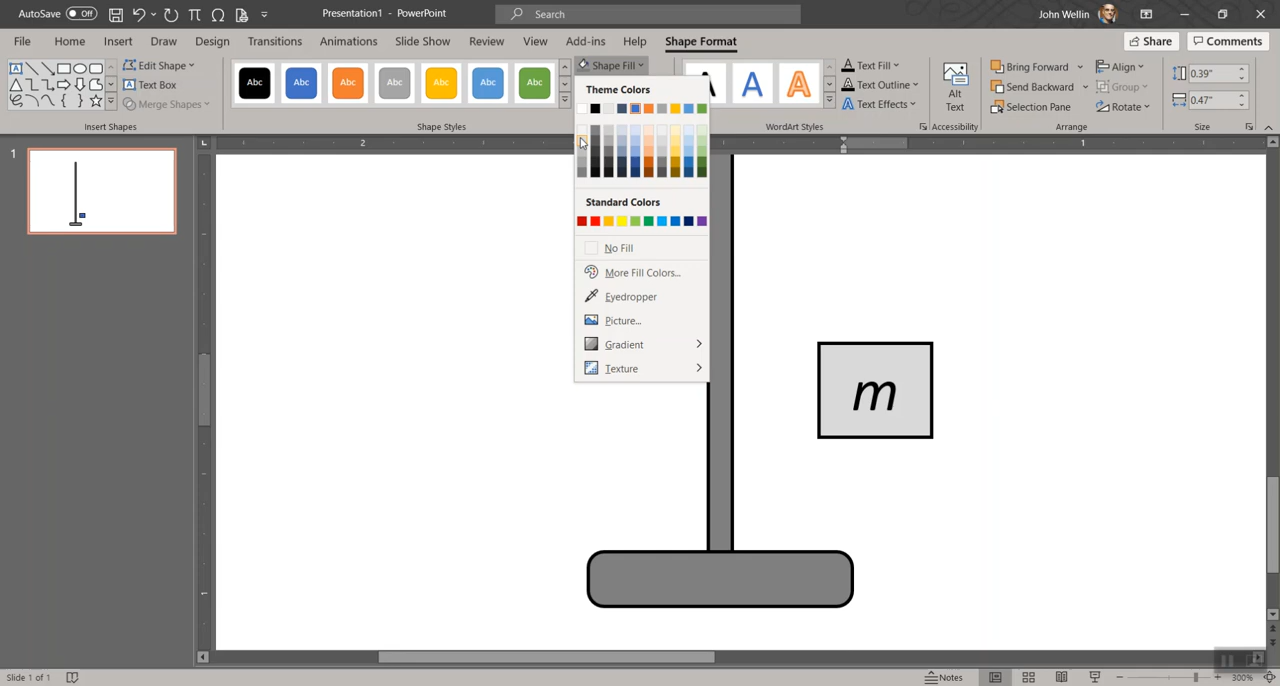 AutoSave Off Presentation1 - PowerPoint Search John Wellin
File Home Insert Draw Design Transitions Animations Slide Show Review View Add-ins Help Shape Format Share Comments
Edit Shape
Text Box
Merge Shapes
Insert Shapes
Abc Abc Abc Abc Abc Abc Abc
Shape Styles
Shape Fill
Theme Colors
Standard Colors
No Fill
More Fill Colors...
Eyedropper
Picture...
Gradient
Texture
A A A
Text Fill
Text Outline
Text Effects
WordArt Styles
Alt
Text
Accessibility
Bring Forward
Send Backward
Selection Pane
Align
Group
Rotate
Arrange
0.39"
0.47"
Size
2 1
1
m
1
Slide 1 of 1 Notes 300%